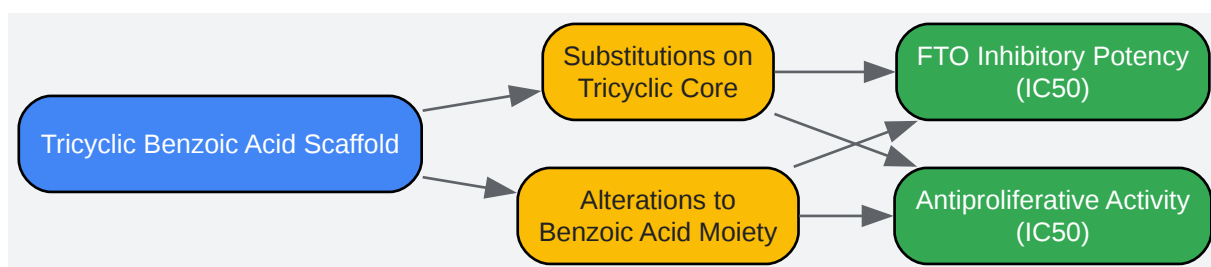 Tricyclic Benzoic Acid Scaffold
Substitutions on
Tricyclic Core
Alterations to
Benzoic Acid Moiety
FTO Inhibitory Potency
(IC50)
Antiproliferative Activity
(IC50)